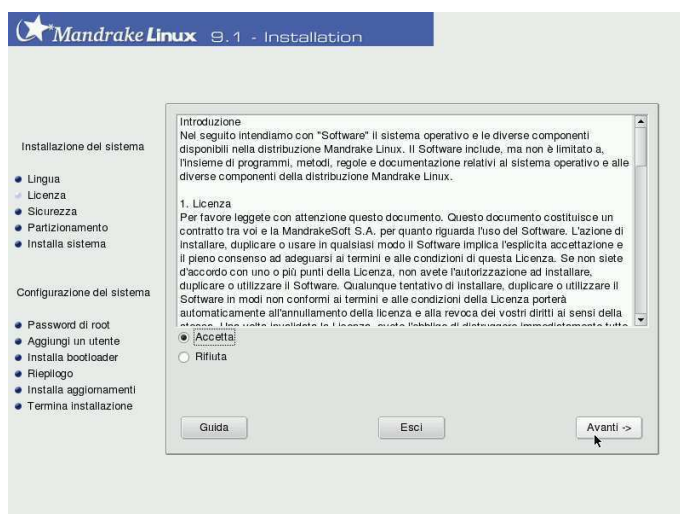 Mandrake Linux 9.1 - Installation
Installazione del sistema
Lingua
Licenza
Sicurezza
Partizionamento
Installa sistema
Configurazione del sistema
Password di root
Aggiungi un utente
Installa bootloader
Riepilogo
Installa aggiornamenti
Termina installazione
Introduzione
Nel seguito intendiamo con "Software" il sistema operativo e le diverse componenti
disponibili nella distribuzione Mandrake Linux. Il Software include, ma non è limitato a,
l'insieme di programmi, metodi, regole e documentazione relativi al sistema operativo e alle
diverse componenti della distribuzione Mandrake Linux.
1. Licenza
Per favore leggete con attenzione questo documento. Questo documento costituisce un
contratto tra voi e la MandrakeSoft S.A. per quanto riguarda l'uso del Software. L'azione di
installare, duplicare o usare in qualsiasi modo il Software implica l'esplicita accettazione e
il pieno consenso ad adeguarsi ai termini e alle condizioni di questa Licenza. Se non siete
d'accordo con uno o più punti della Licenza, non avete l'autorizzazione ad installare,
duplicare o utilizzare il Software. Qualunque tentativo di installare, duplicare o utilizzare il
Software in modi non conformi ai termini e alle condizioni della Licenza porterà
automaticamente all'annullamento della licenza e alla revoca dei vostri diritti ai sensi della
Accetta
Rifiuta
Guida
Esci
Avanti ->